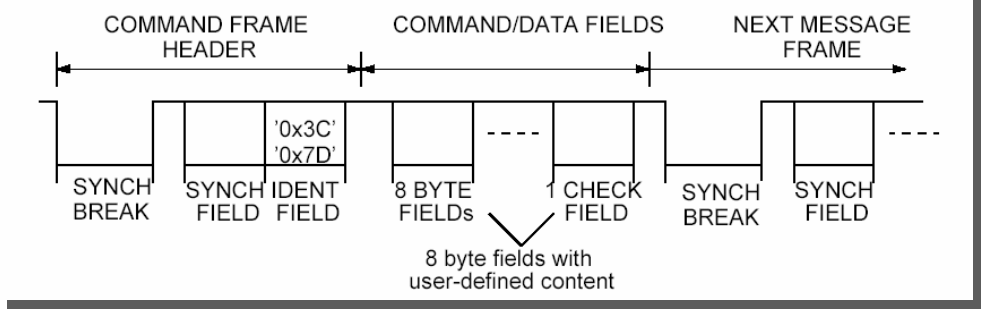 COMMAND FRAME
HEADER
COMMAND/DATA FIELDS
NEXT MESSAGE
FRAME
'0x3C'
'0x7D'
SYNCH
BREAK
SYNCH
FIELD
IDENT
FIELD
8 BYTE
FIELDs
1 CHECK
FIELD
SYNCH
BREAK
SYNCH
FIELD
8 byte fields with
user-defined content